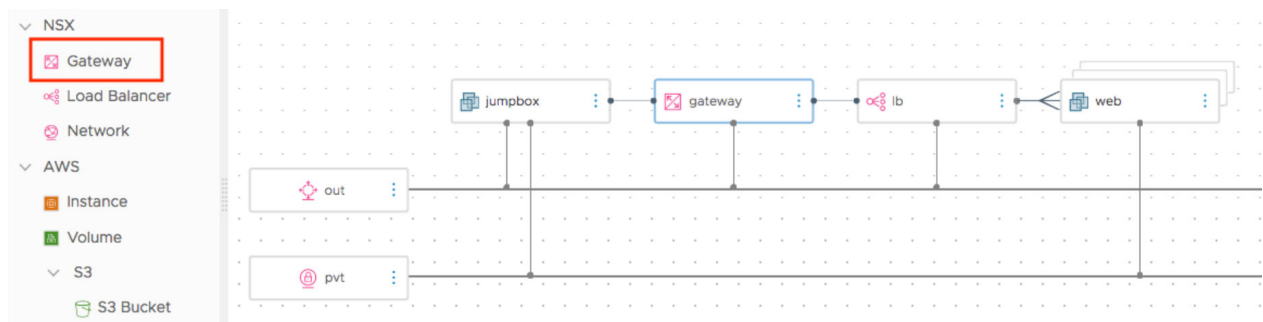 NSX
Gateway
Load Balancer
Network
AWS
Instance
Volume
S3
S3 Bucket
jumpbox
gateway
lb
web
out
pvt